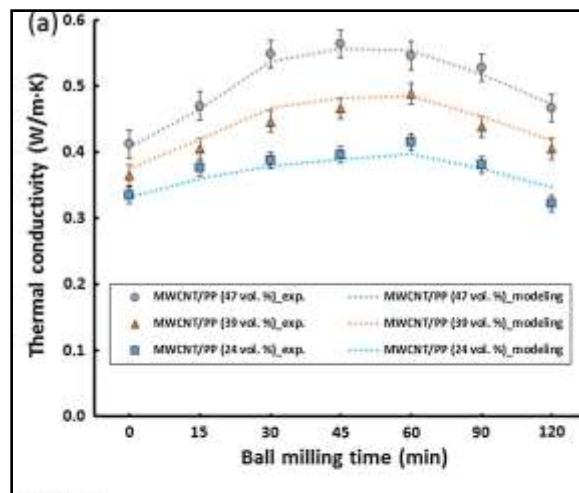 (a)
Thermal conductivity (W/m·K)
0.6
0.5
0.4
0.3
0.2
0.1
0.0
MWCNT/PP (47 vol. %)_exp. MWCNT/PP (47 vol. %)_modeling
MWCNT/PP (39 vol. %)_exp. MWCNT/PP (39 vol. %)_modeling
MWCNT/PP (24 vol. %)_exp. MWCNT/PP (24 vol. %)_modeling
0 15 30 45 60 90 120
Ball milling time (min)